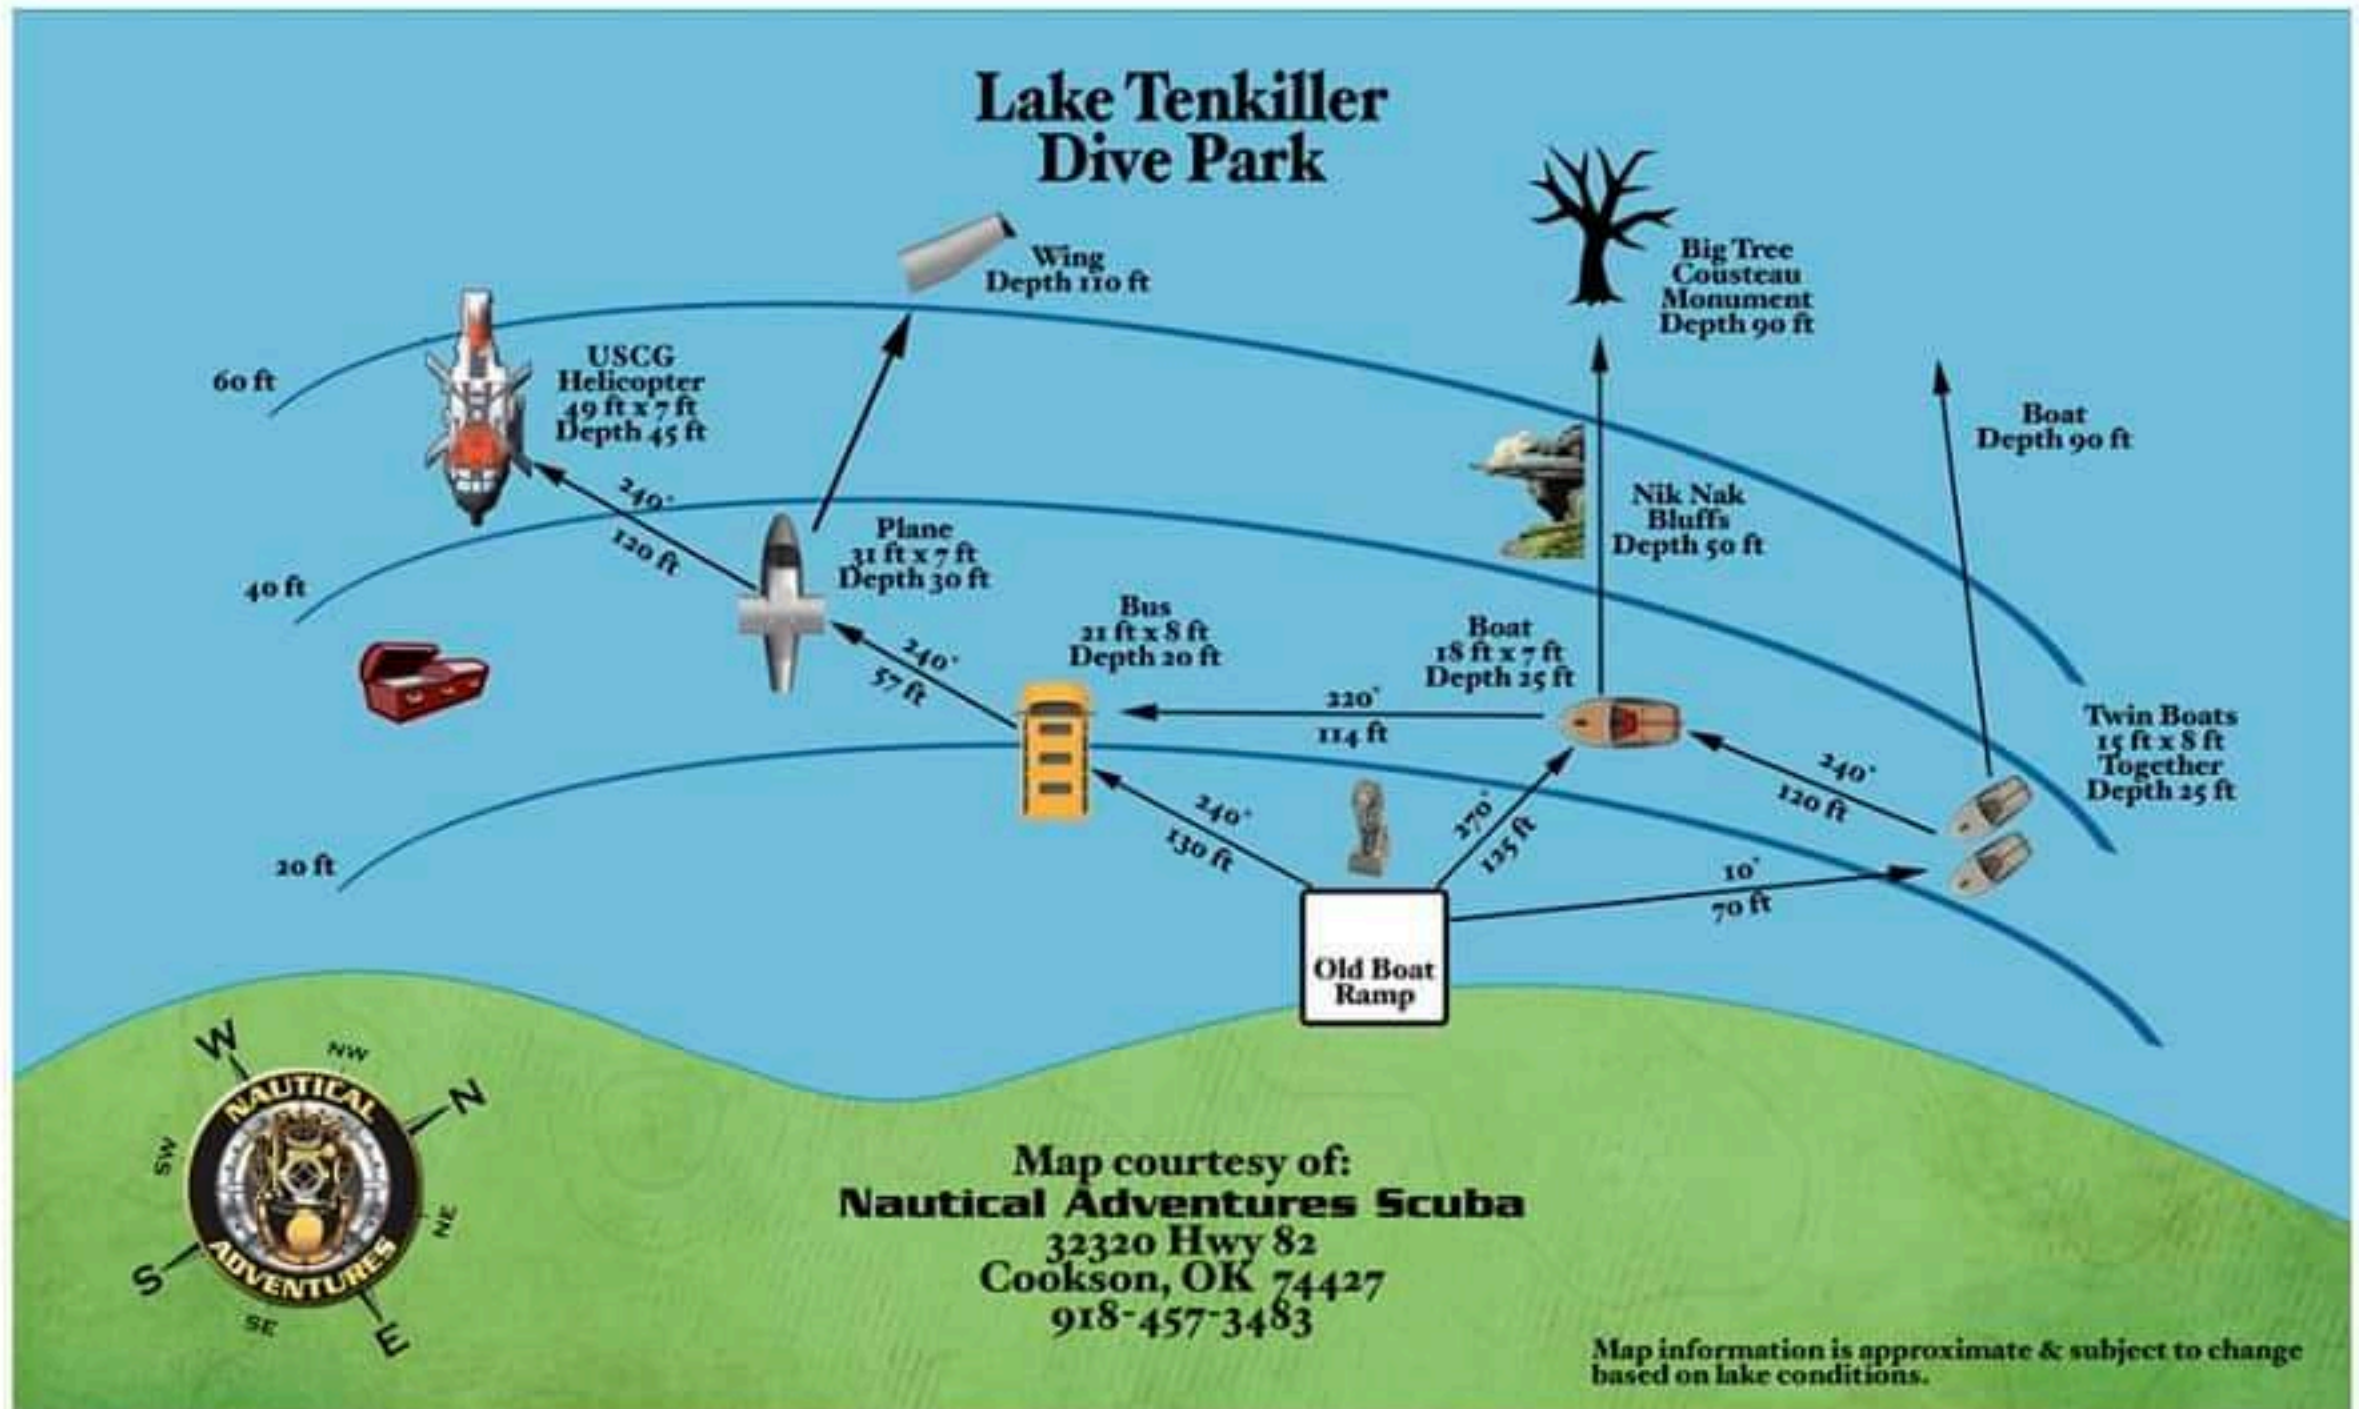 Lake Tenkiller
Dive Park
Wing
Depth 110 ft
Big Tree
Cousteau
Monument
Depth 90 ft
60 ft
USCG
Helicopter
49 ft x 7 ft
Depth 45 ft
Boat
Depth 90 ft
240°
120 ft
Nik Nak
Bluffs
Depth 50 ft
Plane
31 ft x 7 ft
Depth 30 ft
40 ft
Bus
21 ft x 8 ft
Depth 20 ft
Boat
18 ft x 7 ft
Depth 25 ft
240°
57 ft
220°
114 ft
Twin Boats
15 ft x 8 ft
Together
Depth 25 ft
240°
120 ft
240°
130 ft
270°
125 ft
20 ft
10°
70 ft
Old Boat
Ramp
W
NW
N
SW
NE
S
SE
E
NAUTICAL
ADVENTURES
Map courtesy of:
Nautical Adventures Scuba
32320 Hwy 82
Cookson, OK 74427
918-457-3483
Map information is approximate & subject to change
based on lake conditions.